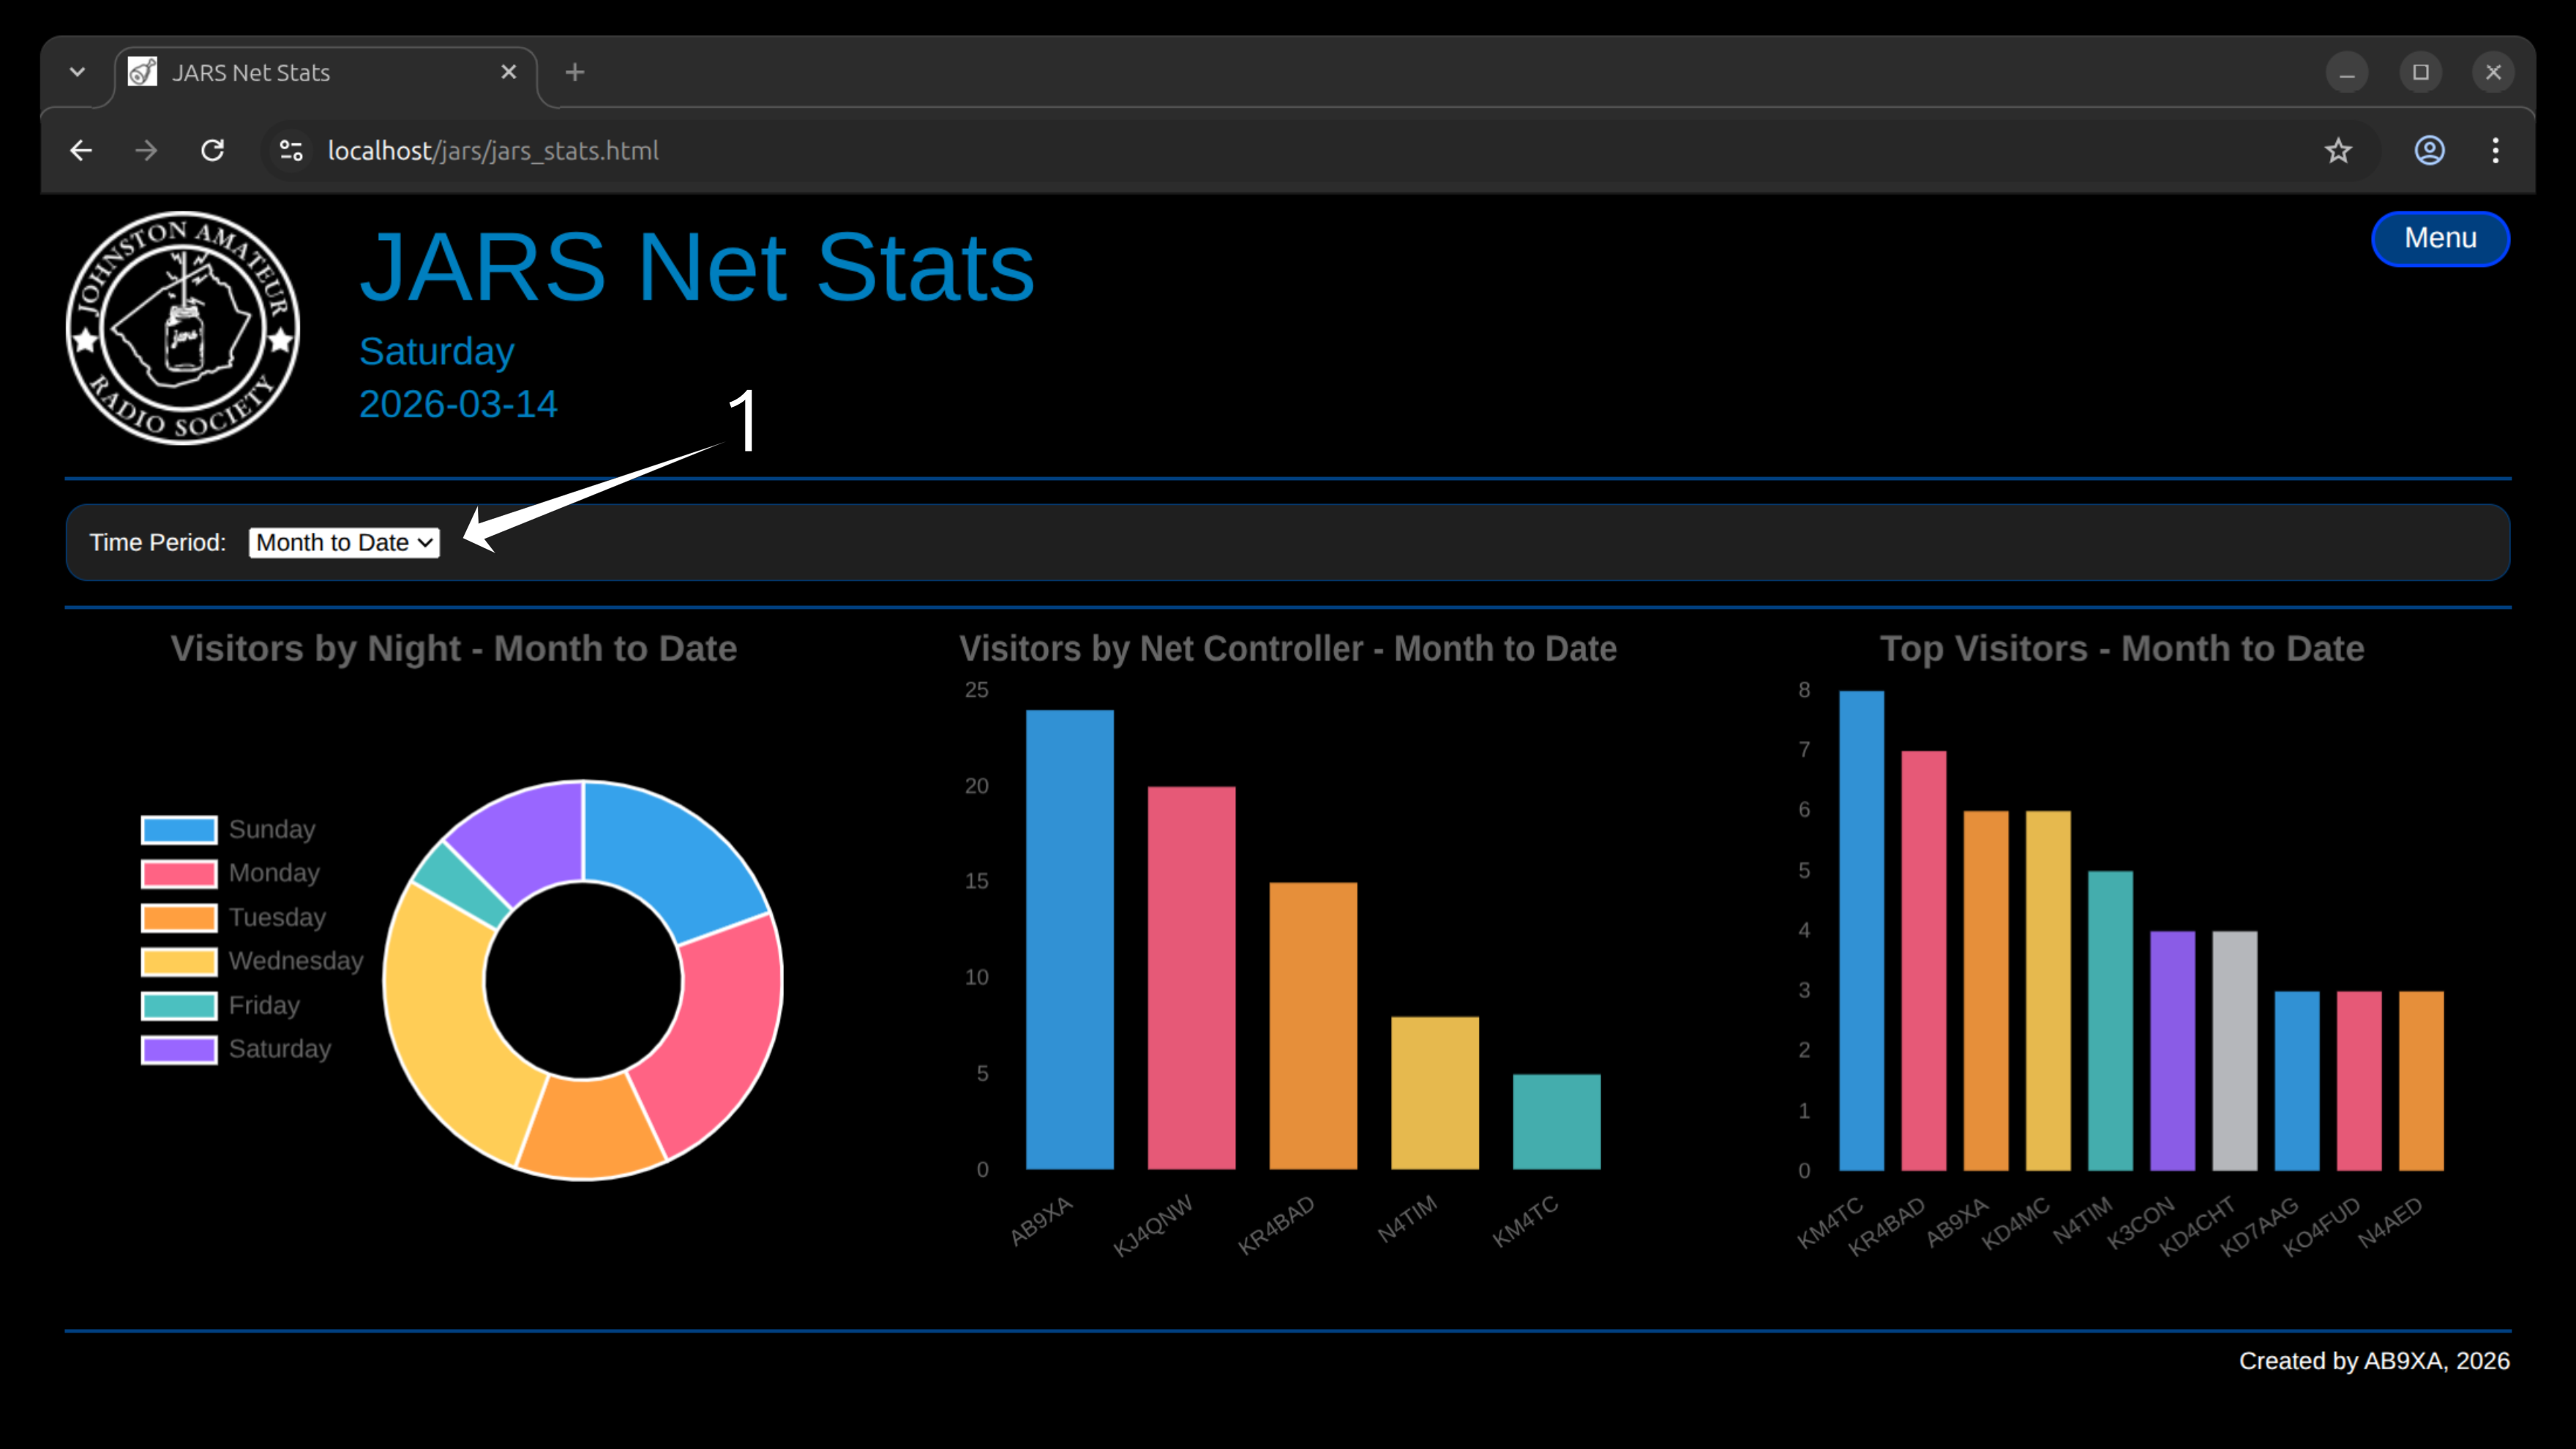 JARS Net Stats
localhost/jars/jars_stats.html
JOHNSTON AMATEUR
RADIO SOCIETY
jars
JARS Net Stats
Menu
Saturday
2026-03-14
1
Time Period: Month to Date
Visitors by Night - Month to Date
Sunday
Monday
Tuesday
Wednesday
Friday
Saturday
Visitors by Net Controller - Month to Date
25
20
15
10
5
0
AB9XA
KJ4QNW
KR4BAD
N4TIM
KM4TC
Top Visitors - Month to Date
8
7
6
5
4
3
2
1
0
KM4TC
KR4BAD
AB9XA
KD4MC
N4TIM
K3CON
KD4CHT
KD7AAG
KO4FUD
N4AED
Created by AB9XA, 2026